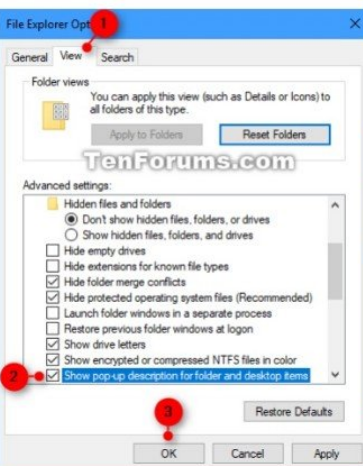 File Explorer Opt
1
General View Search
Folder views
You can apply this view (such as Details or Icons) to
all folders of this type.
Apply to Folders Reset Folders
TenForums.com
Advanced settings:
Hidden files and folders
Don't show hidden files, folders, or drives
Show hidden files, folders, and drives
Hide empty drives
Hide extensions for known file types
Hide folder merge conflicts
Hide protected operating system files (Recommended)
Launch folder windows in a separate process
Restore previous folder windows at logon
Show drive letters
Show encrypted or compressed NTFS files in color
2 Show pop-up description for folder and desktop items
3 Restore Defaults
OK Cancel Apply